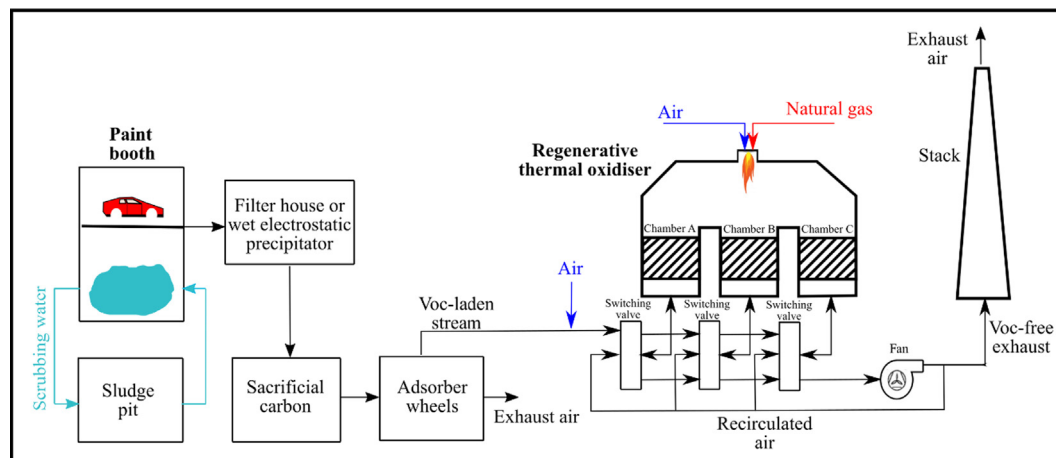 Paint
booth
Scrubbing water
Sludge
pit
Filter house or
wet electrostatic
precipitator
Sacrificial
carbon
Adsorber
wheels
Exhaust air
Voc-laden
stream
Air
Regenerative
thermal oxidiser
Air
Natural gas
Chamber A
Chamber B
Chamber C
Switching
valve
Switching
valve
Switching
valve
Recirculated
air
Fan
Voc-free
exhaust
Stack
Exhaust
air